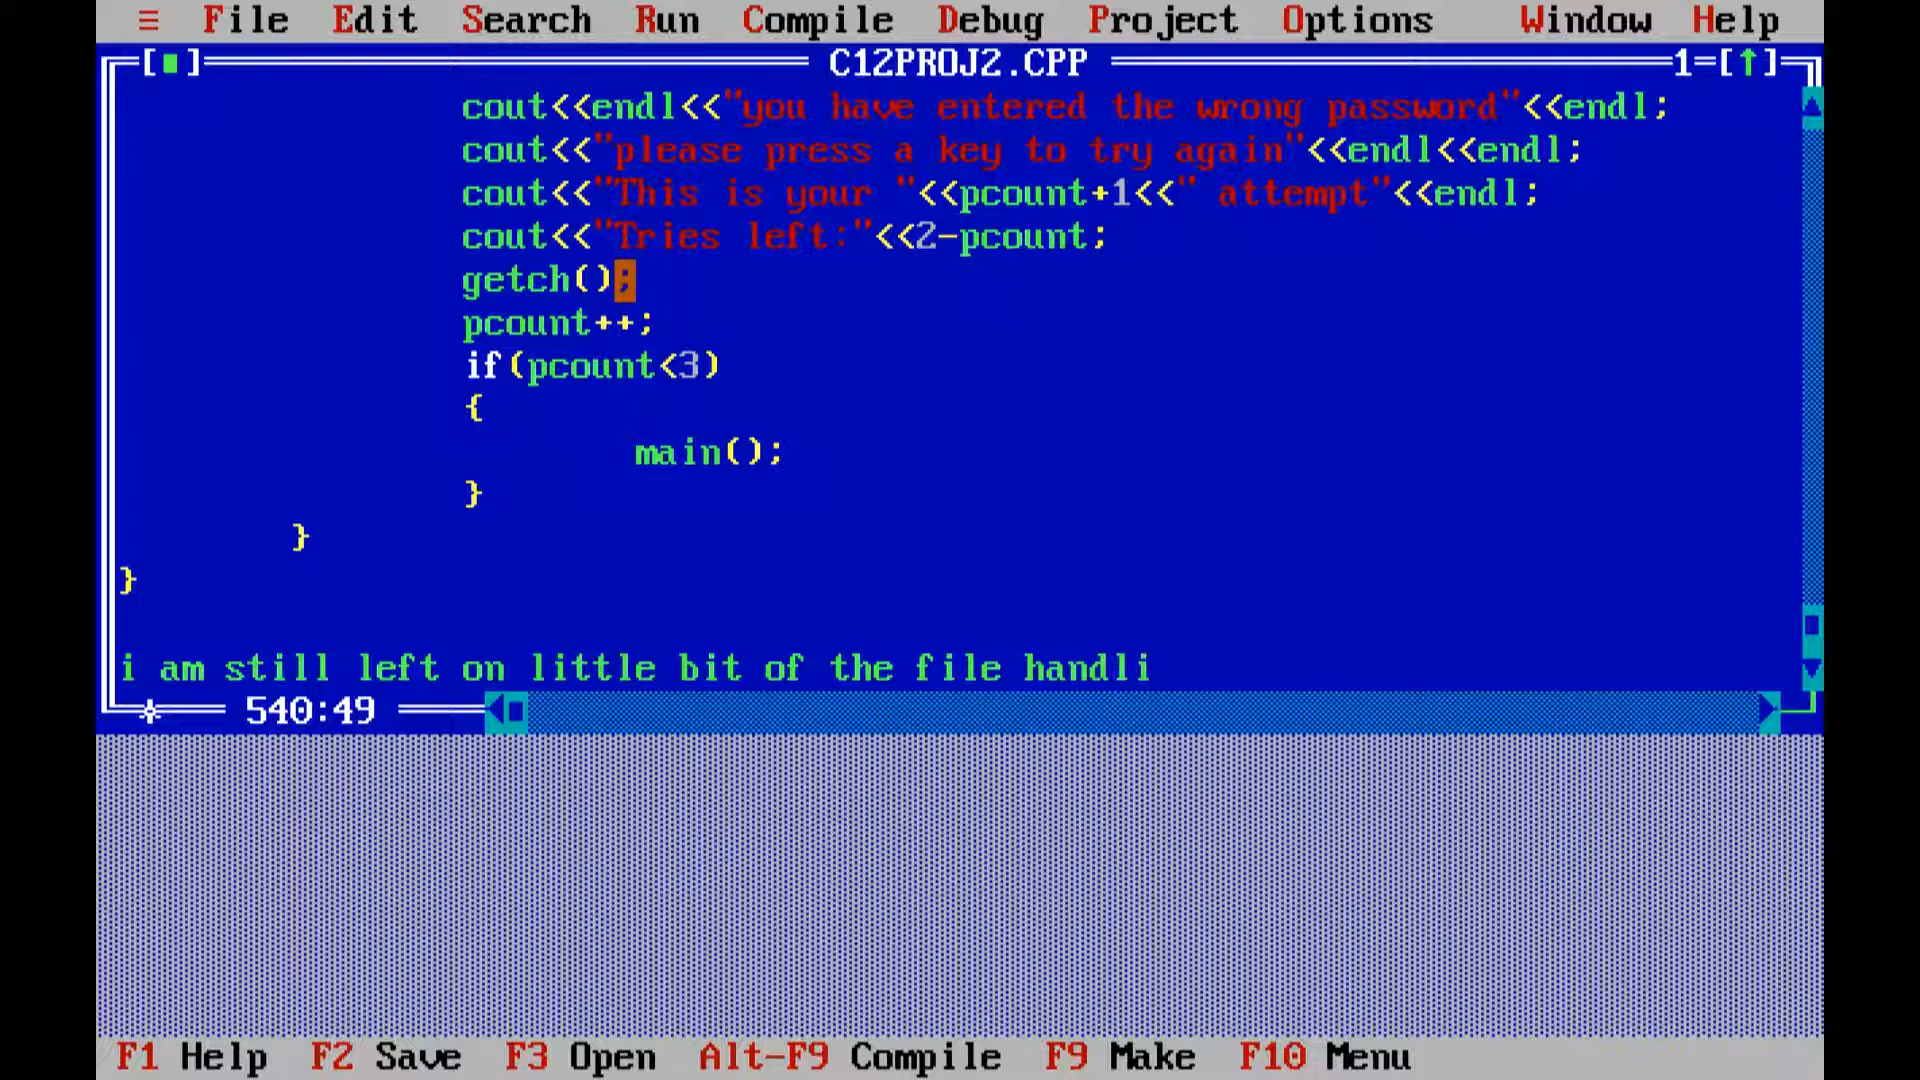 ≡ File Edit Search Run Compile Debug Project Options Window Help
[■] C12PROJ2.CPP 1=[↑]
cout<<endl<<"you have entered the wrong password"<<endl;
cout<<"please press a key to try again"<<endl<<endl;
cout<<"This is your "<<pcount+1<<" attempt"<<endl;
cout<<"Tries left:"<<2-pcount;
getch();
pcount++;
if(pcount<3)
{
main();
}
}
}
i am still left on little bit of the file handli
540:49
F1 Help F2 Save F3 Open Alt-F9 Compile F9 Make F10 Menu